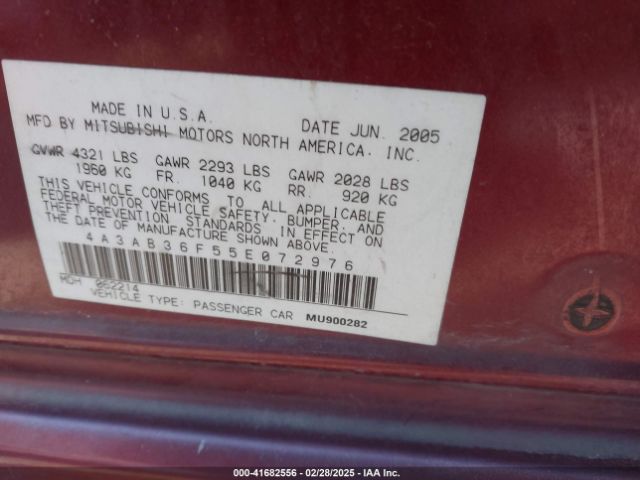 MADE IN U.S.A. DATE JUN. 2005
MFD BY MITSUBISHI MOTORS NORTH AMERICA. INC.
GVWR 4321 LBS GAWR 2293 LBS GAWR 2028 LBS
1960 KG FR. 1040 KG RR. 920 KG
THIS VEHICLE CONFORMS TO ALL APPLICABLE
FEDERAL MOTOR VEHICLE SAFETY, BUMPER, AND
THEFT PREVENTION STANDARDS IN EFFECT ON
THE DATE OF MANUFACTURE SHOWN ABOVE.
4A3AB36F55E072976
MDH 062214
VEHICLE TYPE: PASSENGER CAR MU900282
000-41682556 - 02/28/2025 - IAA Inc.